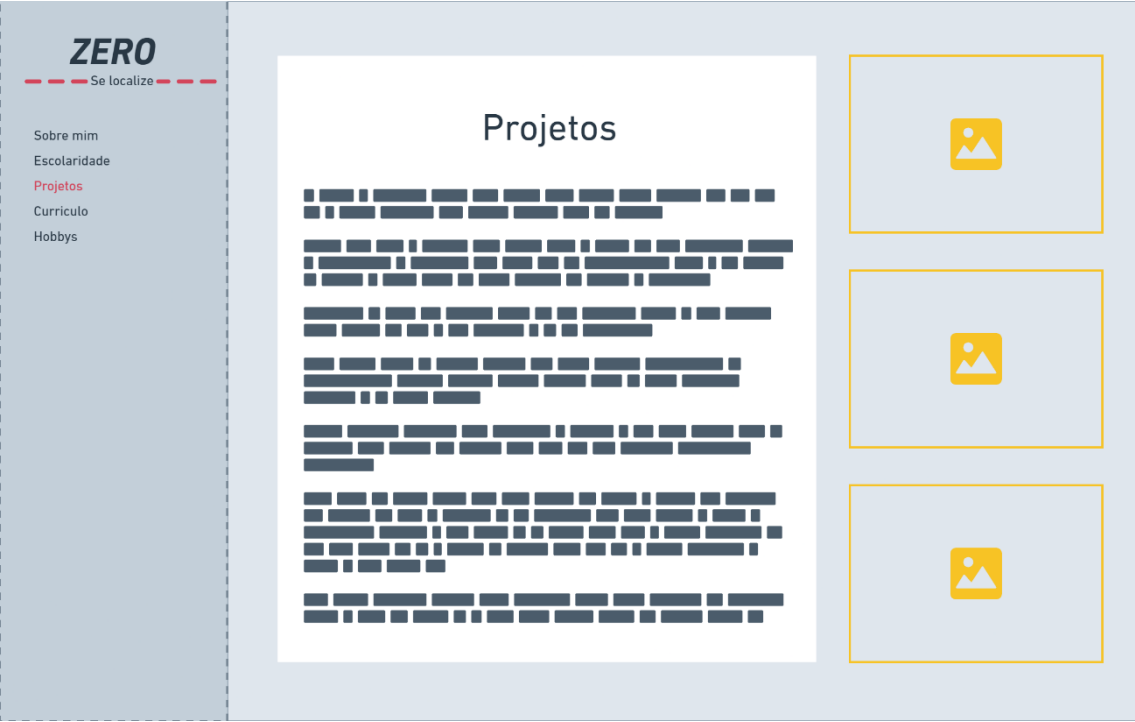 ZERO
Se localize
Sobre mim
Escolaridade
Projetos
Curriculo
Hobbys
Projetos